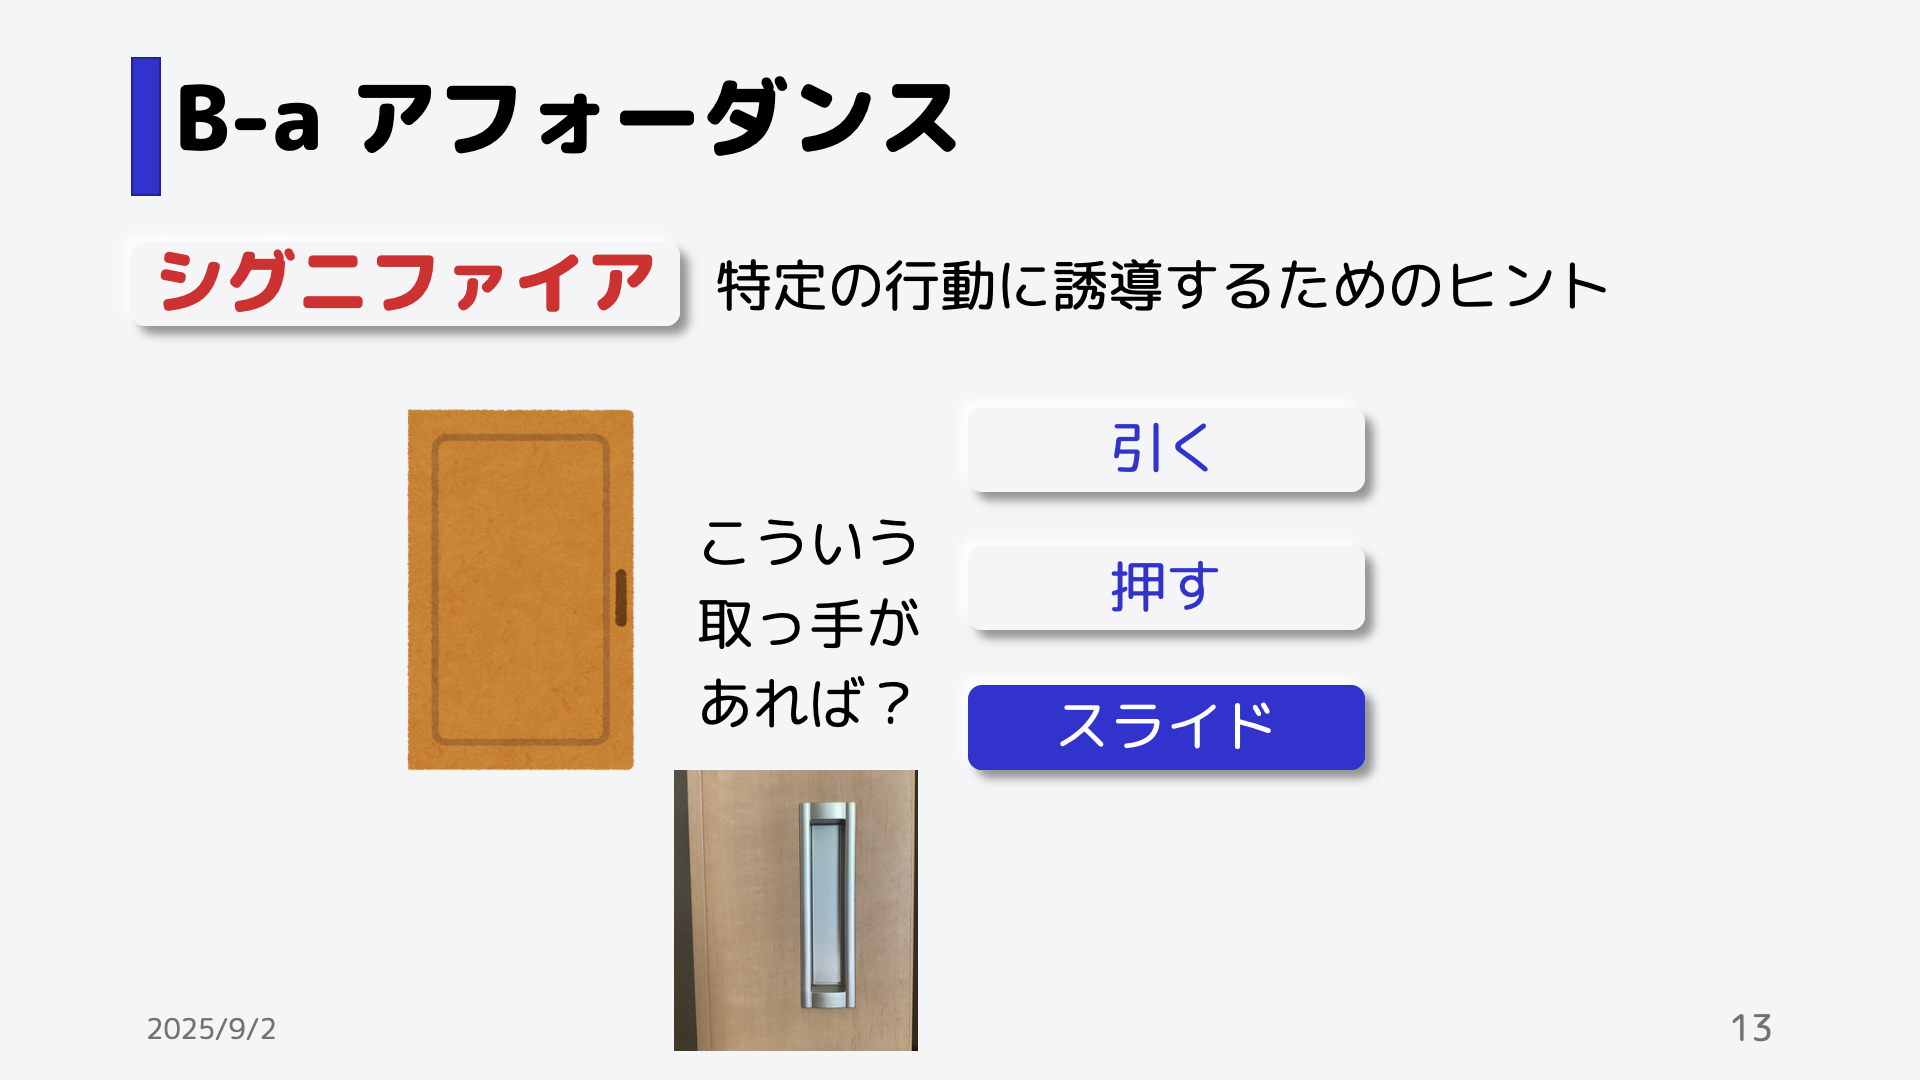 B-a アフォーダンス
シグニファイア
特定の行動に誘導するためのヒント
こういう
取っ手が
あれば？
引く
押す
スライド
2025/9/2
13